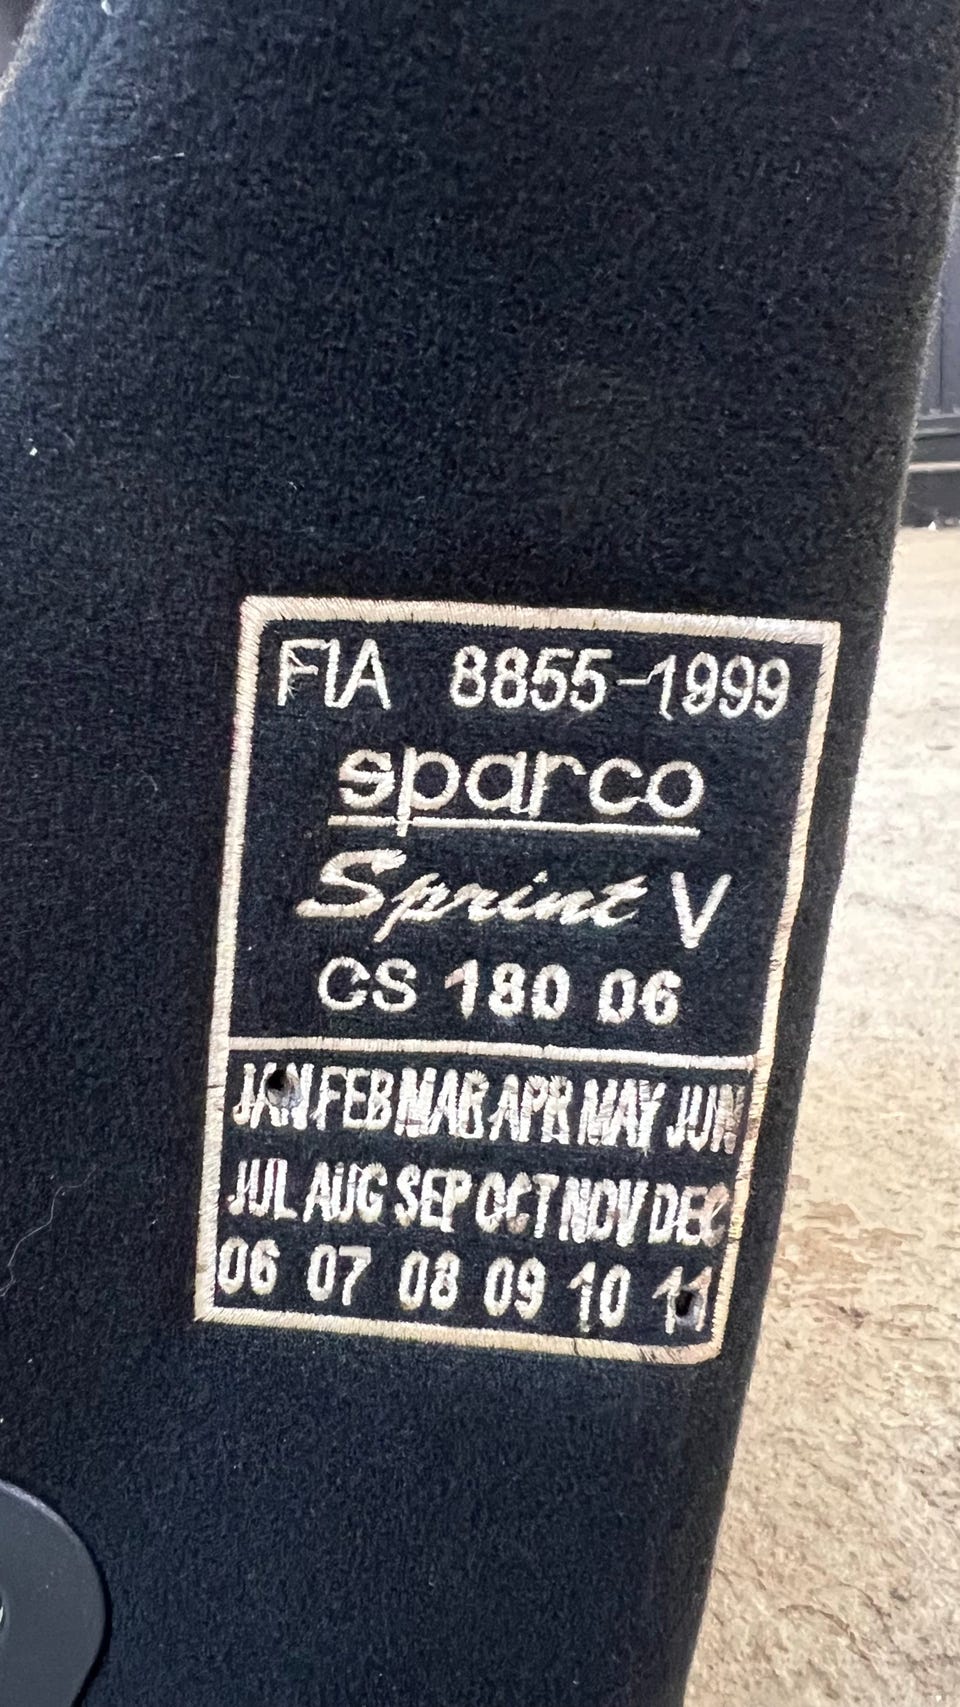 FIA 8855-1999
sparco
Sprint V
CS 180 06
JAN FEB MAR APR MAY JUN
JUL AUG SEP OCT NOV DEC
06 07 08 09 10 11